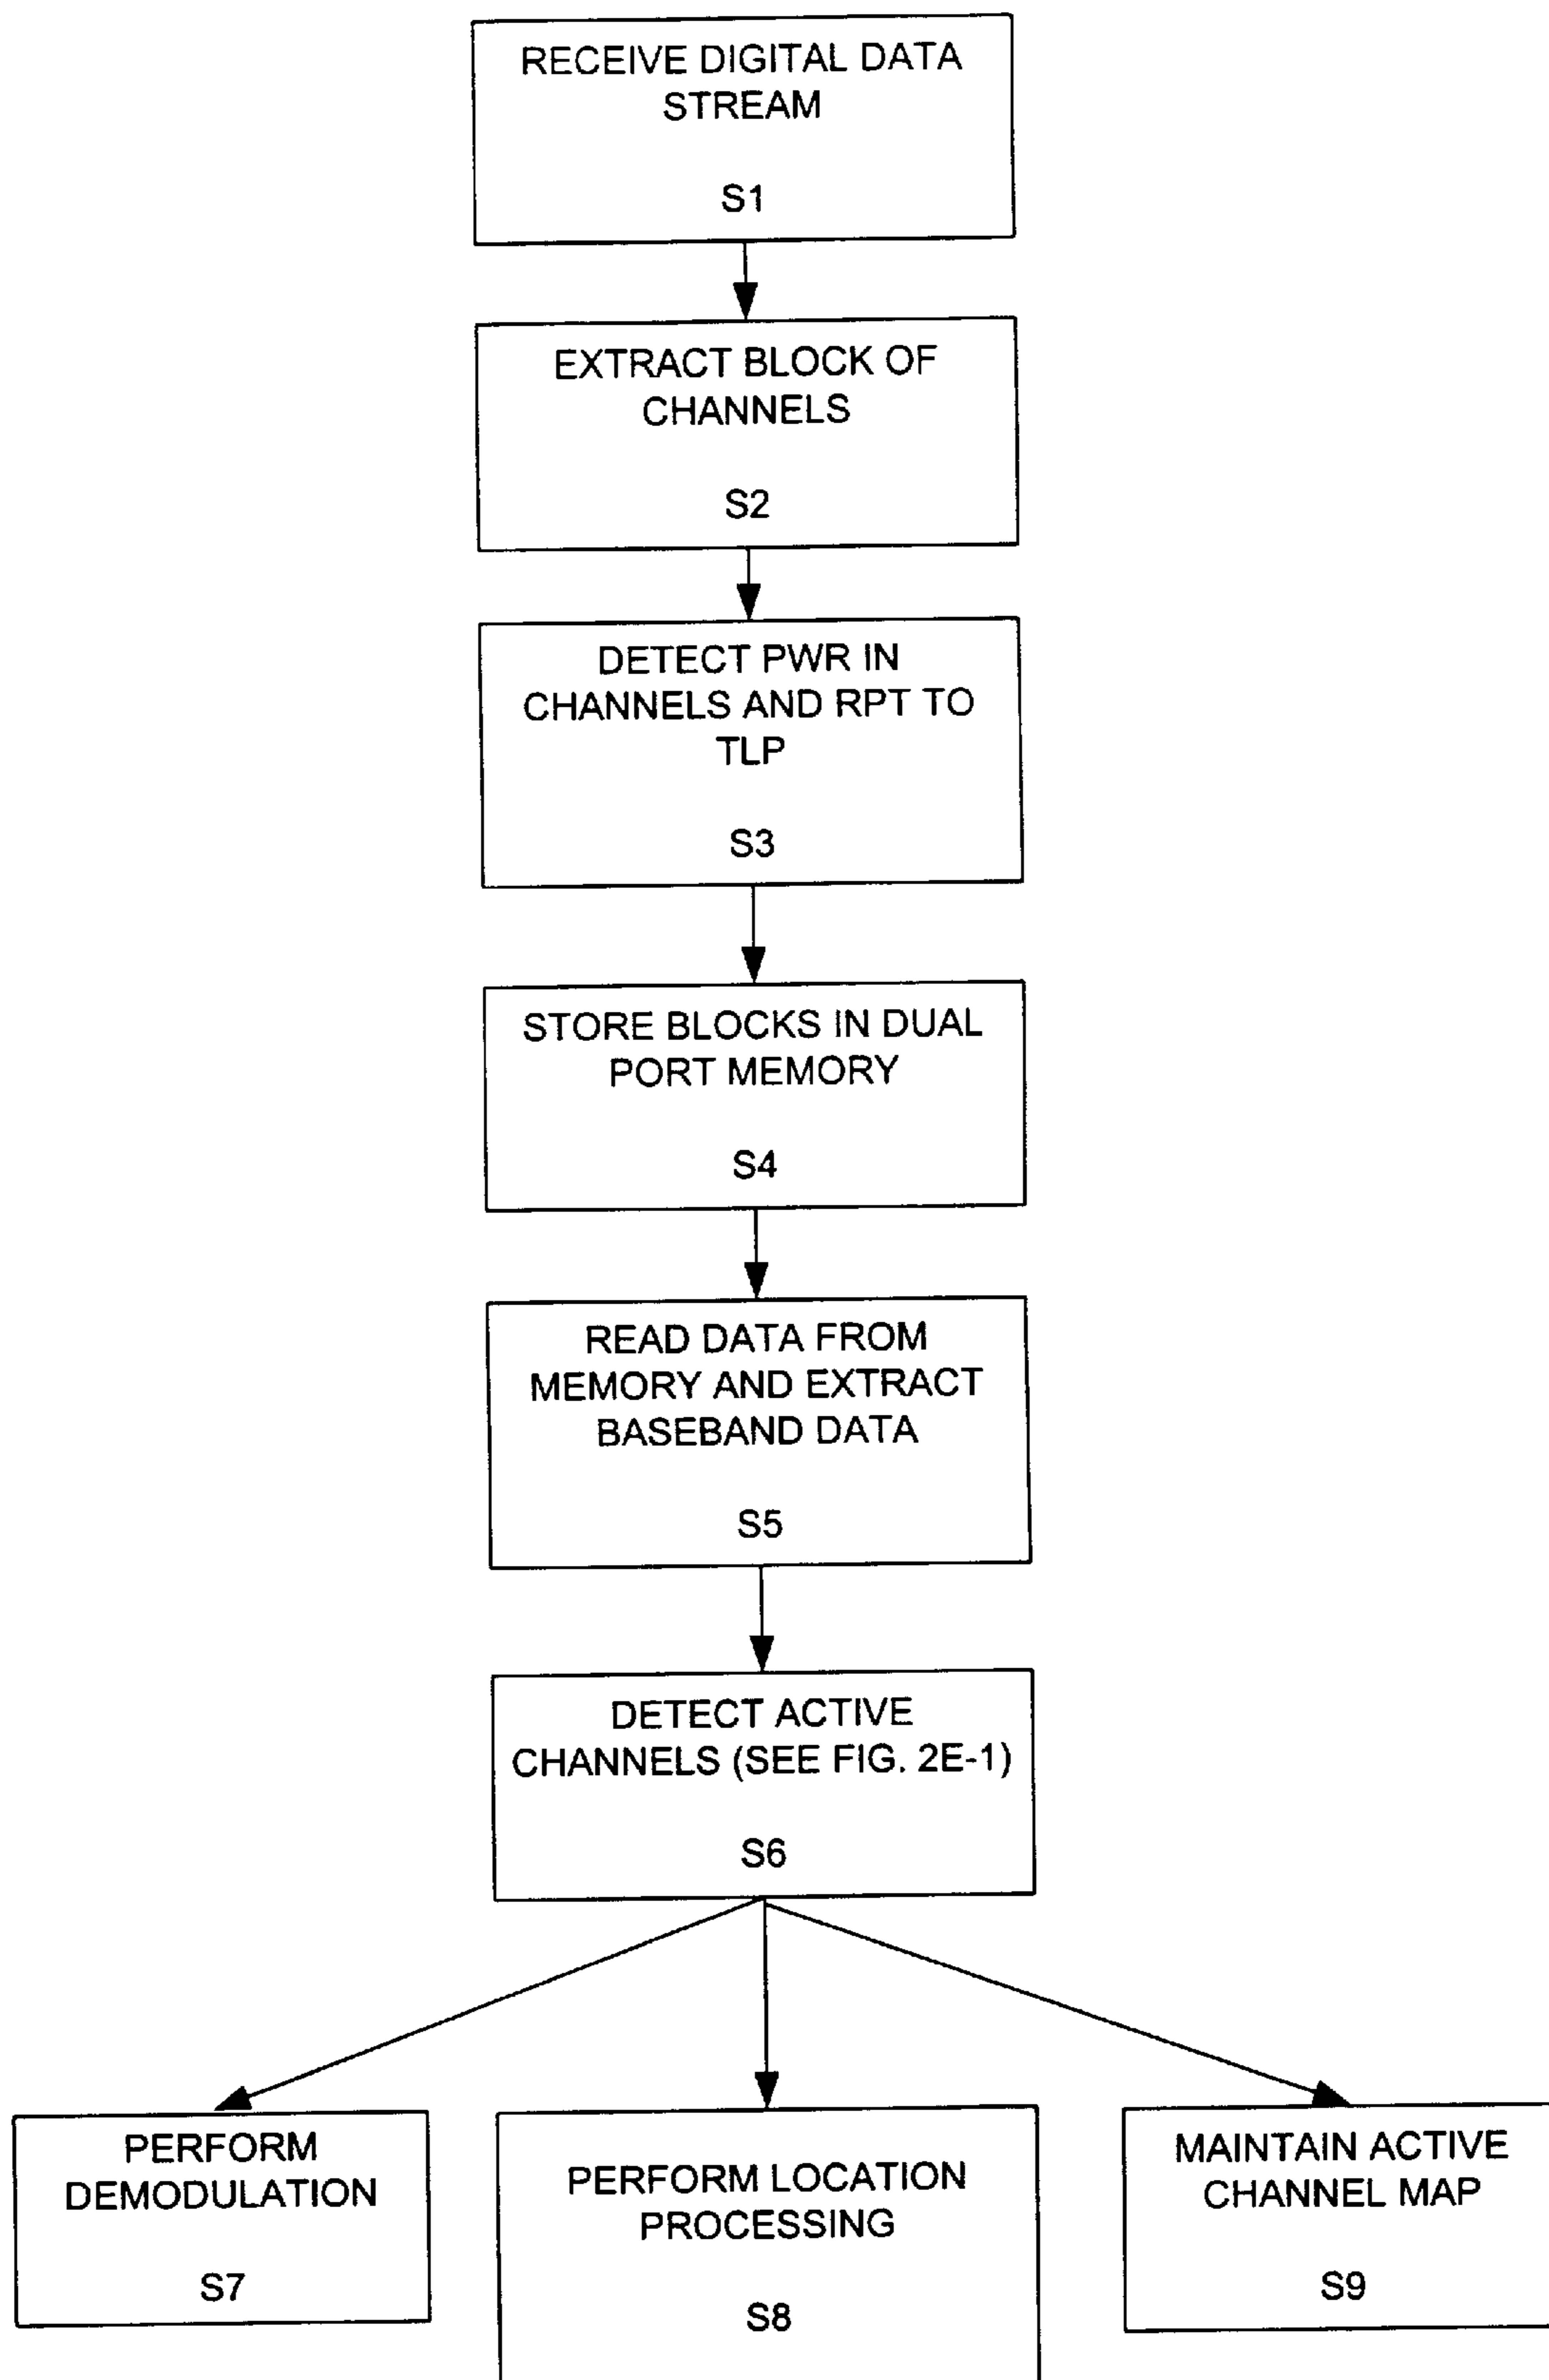 RECEIVE DIGITAL DATA
STREAM
S1
EXTRACT BLOCK OF
CHANNELS
S2
DETECT PWR IN
CHANNELS AND RPT TO
TLP
S3
STORE BLOCKS IN DUAL
PORT MEMORY
S4
READ DATA FROM
MEMORY AND EXTRACT
BASEBAND DATA
S5
DETECT ACTIVE
CHANNELS (SEE FIG. 2E-1)
S6
PERFORM
DEMODULATION
S7
PERFORM LOCATION
PROCESSING
S8
MAINTAIN ACTIVE
CHANNEL MAP
S9